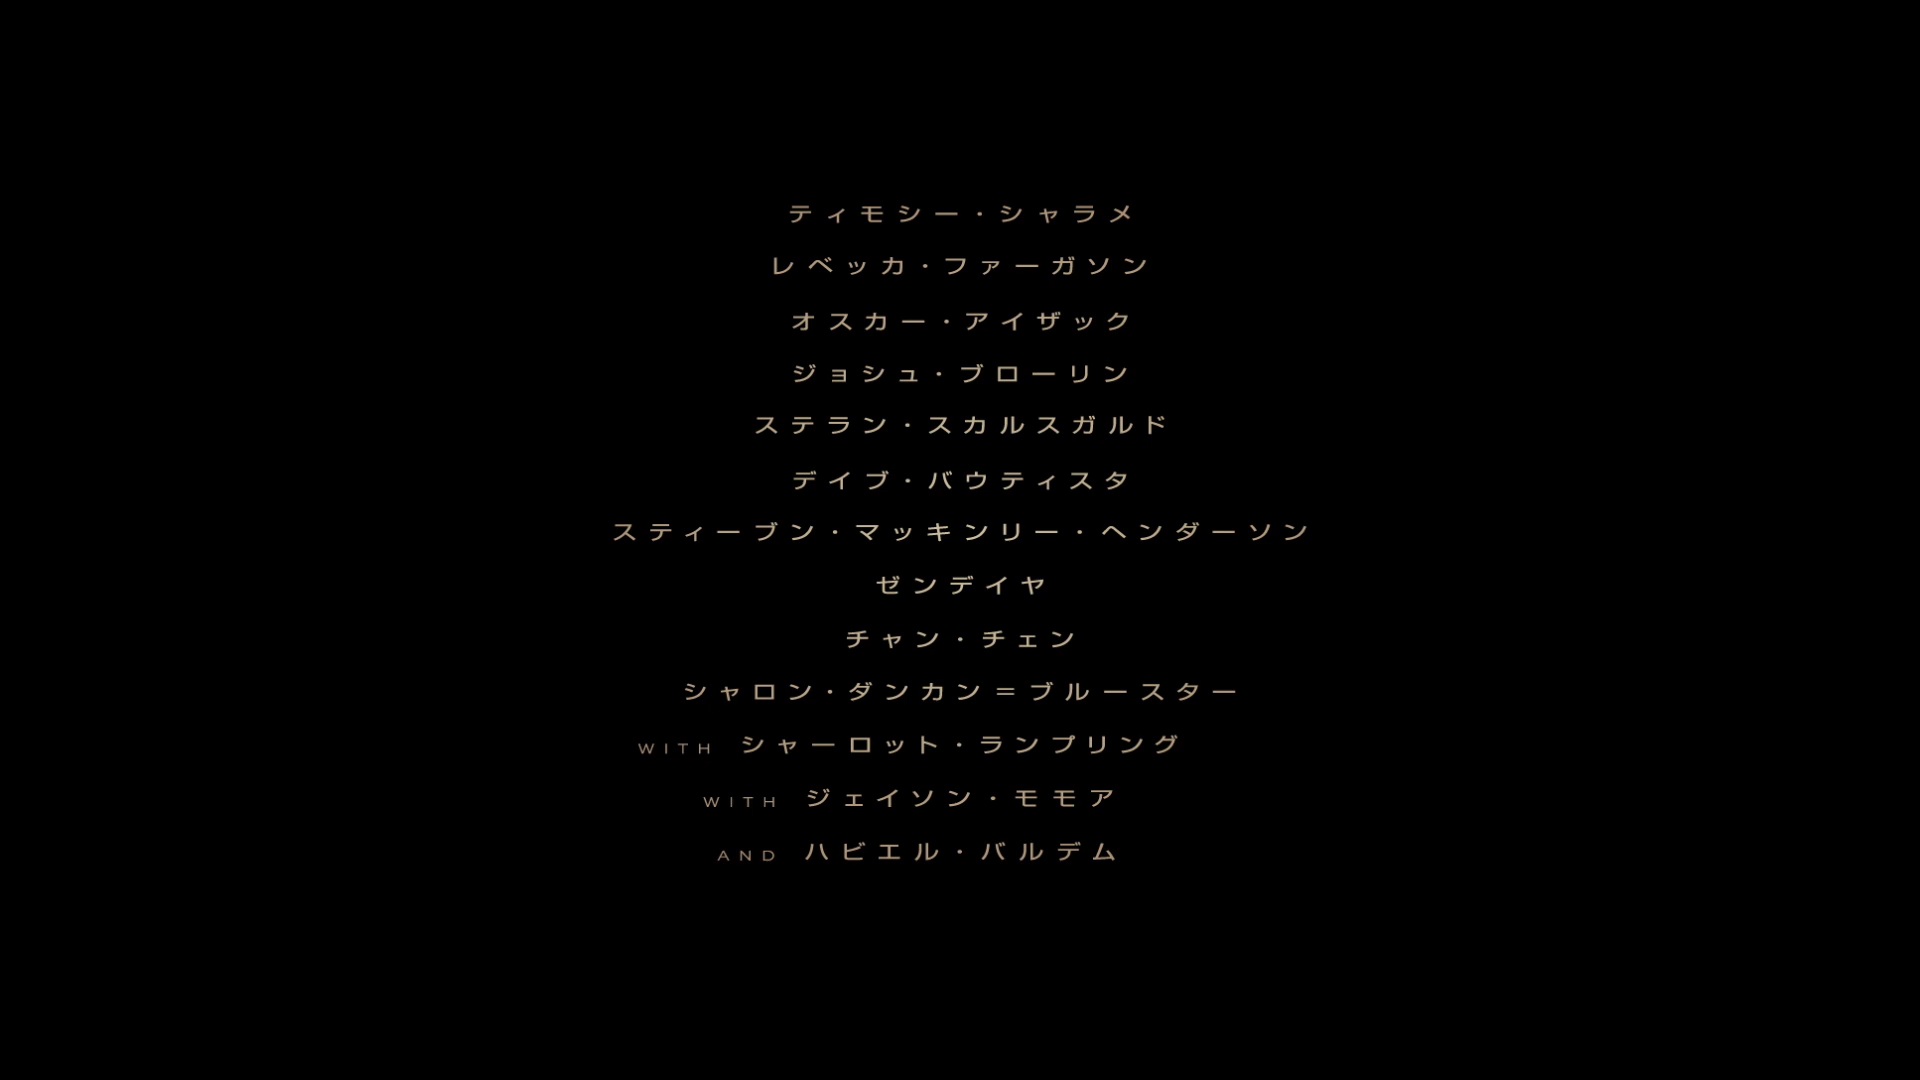 ティモシー・シャラメ
レベッカ・ファーガソン
オスカー・アイザック
ジョシュ・ブローリン
ステラン・スカルスガルド
デイブ・バウティスタ
スティーブン・マッキンリー・ヘンダーソン
ゼンデイヤ
チャン・チェン
シャロン・ダンカン＝ブルースター
WITH シャーロット・ランプリング
WITH ジェイソン・モモア
AND ハビエル・バルデム